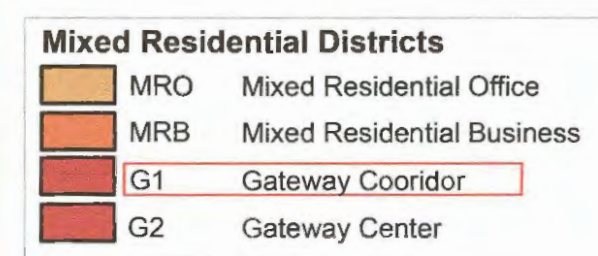 Mixed Residential Districts
MRO Mixed Residential Office
MRB Mixed Residential Business
G1 Gateway Cooridor
G2 Gateway Center